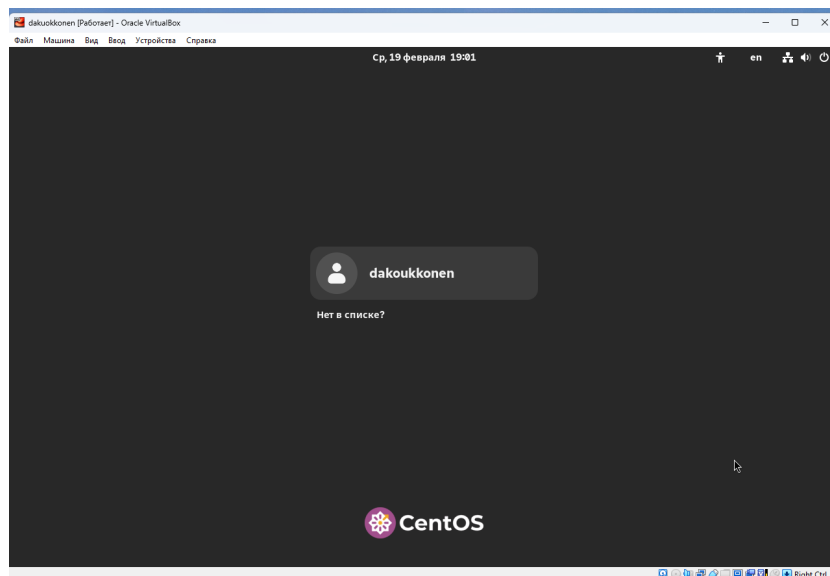 dakuokkonen [Работает] - Oracle VirtualBox
Файл Машина Вид Ввод Устройства Справка
Ср, 19 февраля 19:01 en
dakoukkonen
Нет в списке?
CentOS
Right Ctrl